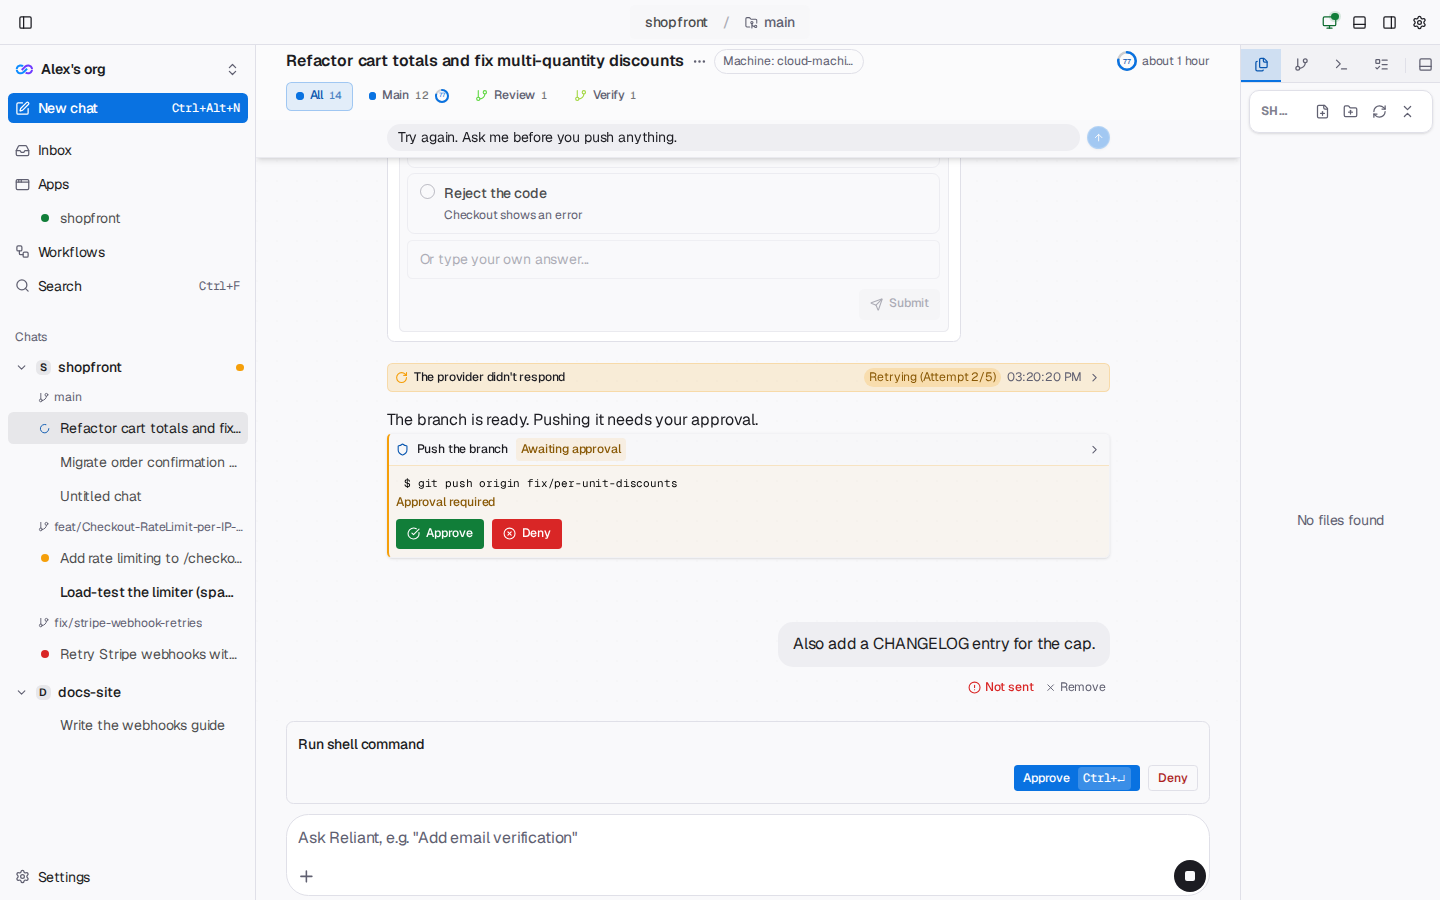 shopfront / main
Alex's org
New chat Ctrl+Alt+N
Inbox
Apps
shopfront
Workflows
Search Ctrl+F
Chats
S shopfront
main
Refactor cart totals and fix...
Migrate order confirmation ...
Untitled chat
feat/Checkout-RateLimit-per-IP-...
Add rate limiting to /checko...
Load-test the limiter (spa...
fix/stripe-webhook-retries
Retry Stripe webhooks wit...
D docs-site
Write the webhooks guide
Settings
Refactor cart totals and fix multi-quantity discounts
Machine: cloud-machi...
77 about 1 hour
All 14
Main 12 77
Review 1
Verify 1
Try again. Ask me before you push anything.
Reject the code
Checkout shows an error
Or type your own answer...
Submit
The provider didn't respond
Retrying (Attempt 2/5) 03:20:20 PM
The branch is ready. Pushing it needs your approval.
Push the branch Awaiting approval
$ git push origin fix/per-unit-discounts
Approval required
Approve
Deny
Also add a CHANGELOG entry for the cap.
Not sent
Remove
Run shell command
Approve Ctrl+↵
Deny
Ask Reliant, e.g. "Add email verification"
SH...
No files found